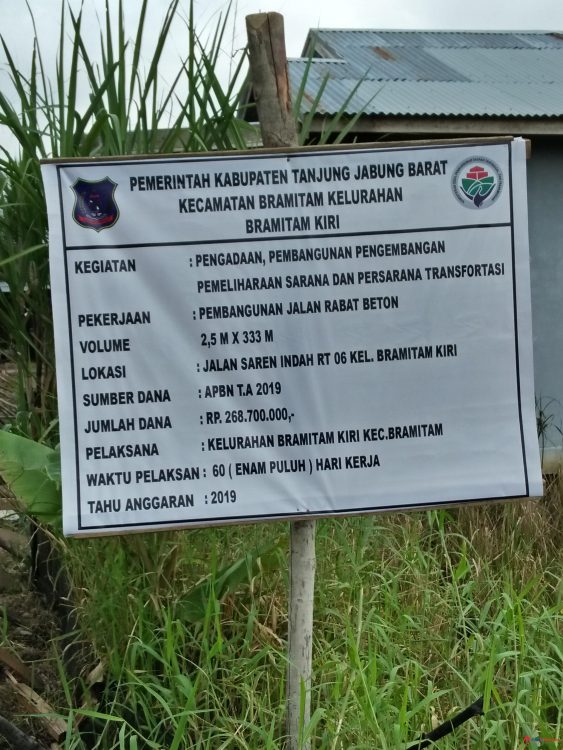 PEMERINTAH KABUPATEN TANJUNG JABUNG BARAT
KECAMATAN BRAMITAM KELURAHAN
BRAMITAM KIRI
KEGIATAN : PENGADAAN, PEMBANGUNAN PENGEMBANGAN
PEMELIHARAAN SARANA DAN PERSARANA TRANSFORTASI
PEKERJAAN : PEMBANGUNAN JALAN RABAT BETON
VOLUME 2,5 M X 333 M
LOKASI : JALAN SAREN INDAH RT 06 KEL. BRAMITAM KIRI
SUMBER DANA : APBN T.A 2019
JUMLAH DANA : RP. 268.700.000,-
PELAKSANA : KELURAHAN BRAMITAM KIRI KEC.BRAMITAM
WAKTU PELAKSAN : 60 ( ENAM PULUH ) HARI KERJA
TAHU ANGGARAN : 2019